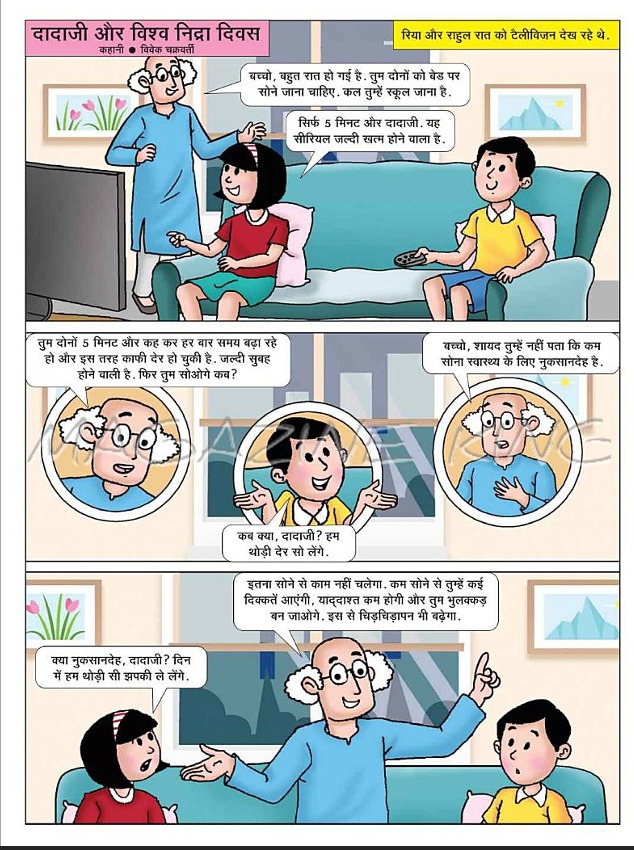 दादाजी और विश्व निद्रा दिवस
कहानी ● विवेक चक्रवर्ती
रिया और राहुल रात को टैलीविजन देख रहे थे.
बच्चो, बहुत रात हो गई है. तुम दोनों को बेड पर
सोने जाना चाहिए. कल तुम्हें स्कूल जाना है.
सिर्फ 5 मिनट और दादाजी. यह
सीरियल जल्दी खत्म होने वाला है.
तुम दोनों 5 मिनट और कह कर हर बार समय बढ़ा रहे
हो और इस तरह काफी देर हो चुकी है. जल्दी सुबह
होने वाली है. फिर तुम सोओगे कब?
कब क्या, दादाजी? हम
थोड़ी देर सो लेंगे.
बच्चो, शायद तुम्हें नहीं पता कि कम
सोना स्वास्थ्य के लिए नुकसानदेह है.
MAGAZINE KING
क्या नुकसानदेह, दादाजी? दिन
में हम थोड़ी सी झपकी ले लेंगे.
इतना सोने से काम नहीं चलेगा. कम सोने से तुम्हें कई
दिक्कतें आएंगी, याद्दाश्त कम होगी और तुम भुलक्कड़
बन जाओगे. इस से चिड़चिड़ापन भी बढ़ेगा.